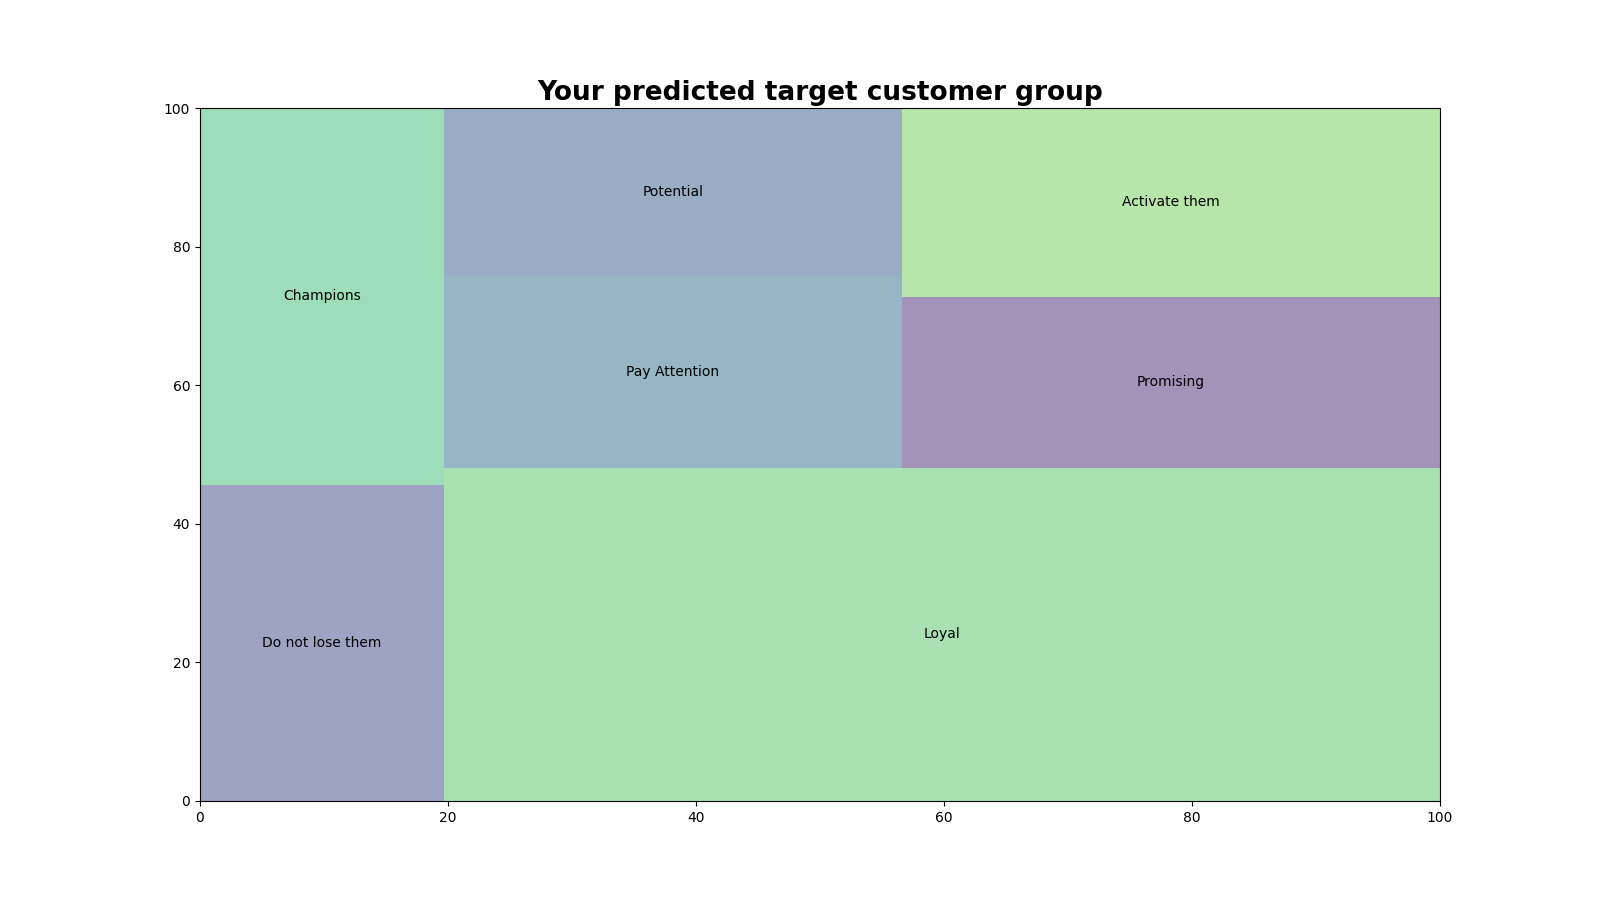 Your predicted target customer group
100
80
60
40
20
0
Potential
Activate them
Champions
Pay Attention
Promising
Loyal
Do not lose them
0
20
40
60
80
100